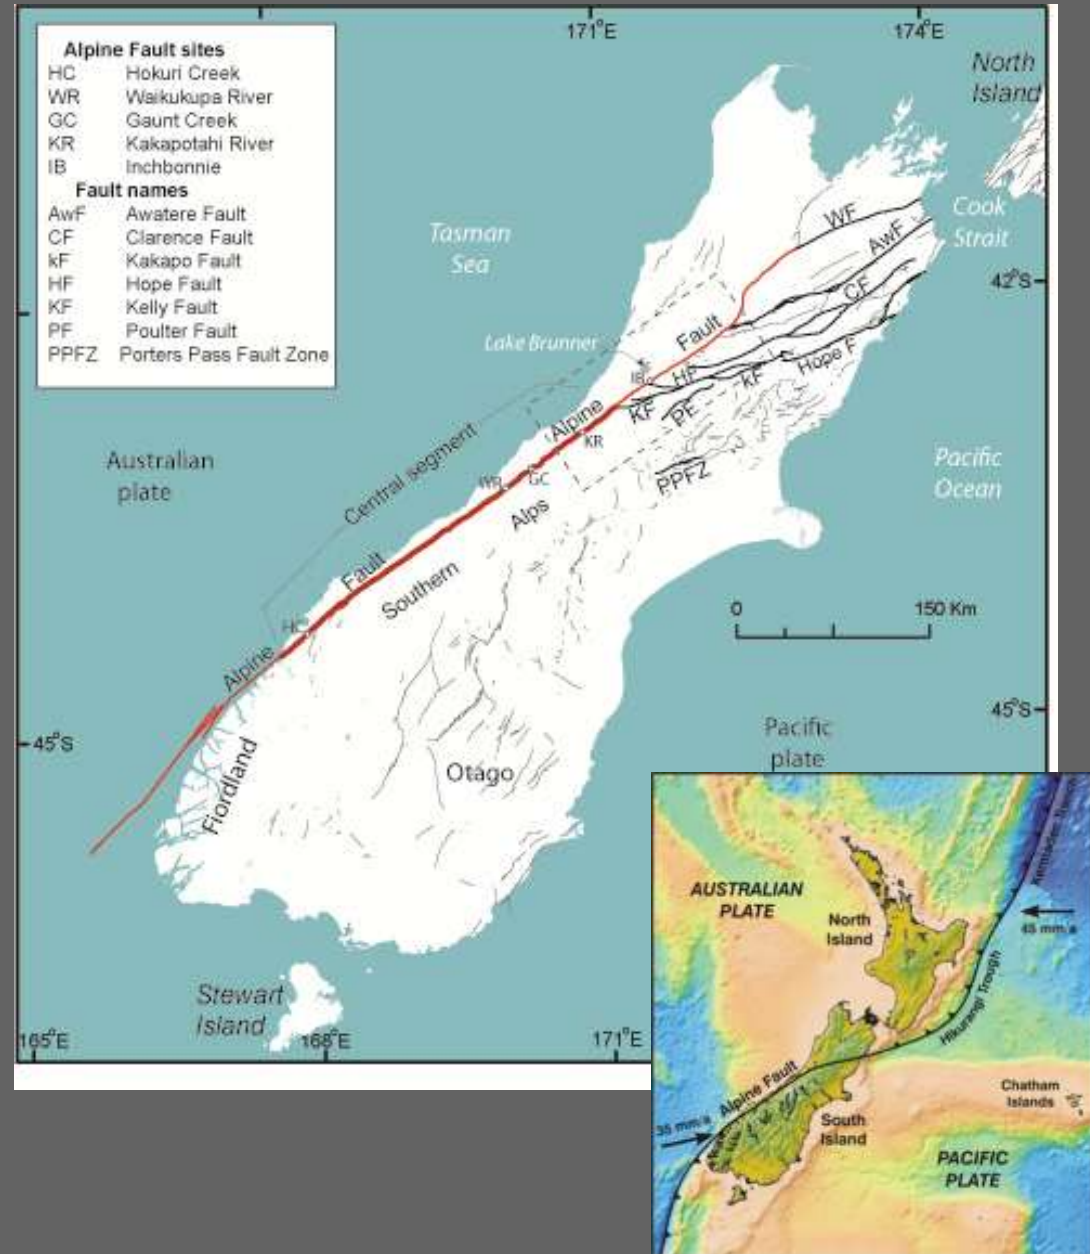 171°E
174°E
North
Island
Alpine Fault sites
HC Hokuri Creek
WR Waikukupa River
GC Gaunt Creek
KR Kakapotahi River
IB Inchbonnie
Fault names
AwF Awatere Fault
CF Clarence Fault
kF Kakapo Fault
HF Hope Fault
KF Kelly Fault
PF Poulter Fault
PPFZ Porters Pass Fault Zone
Tasman
Sea
Cook
Strait
WF
AwF
CF
42°S
Fault
Lake Brunner
IB
HF
kF
Hope F
KF
PF
Alpine
KR
Central segment
Australian
plate
WR
GC
PPFZ
Pacific
Ocean
Alps
Fault
Southern
0 150 Km
HC
Alpine
45°S
45°S
Pacific
plate
Fiordland
Otago
Stewart
Island
165°E
168°E
171°E
AUSTRALIAN
PLATE
North
Island
45 mm/a
Hikurangi Trough
Alpine Fault
Chatham
Islands
35 mm/a
South
Island
PACIFIC
PLATE